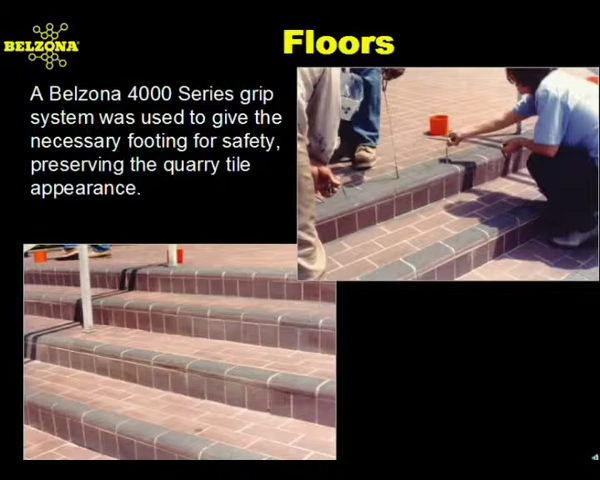 BELZONA®
Floors
A Belzona 4000 Series grip
system was used to give the
necessary footing for safety,
preserving the quarry tile
appearance.